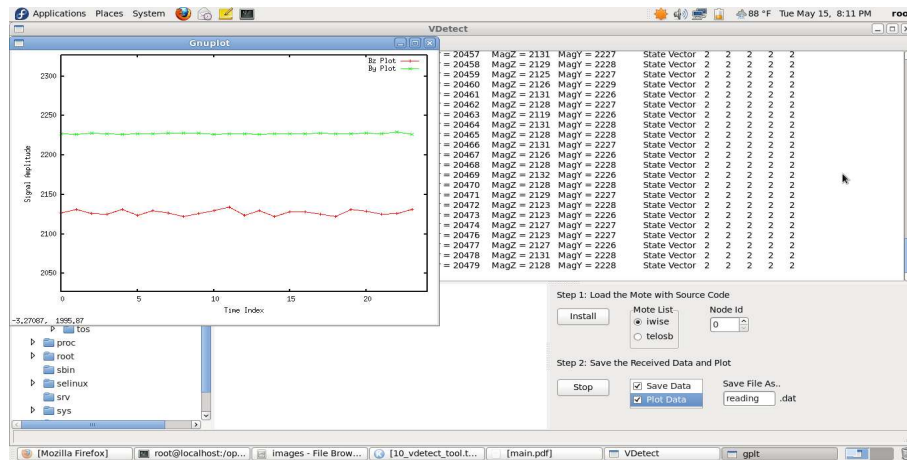 Applications Places System 88 °F Tue May 15, 8:11 PM roo
VDetect
Gnuplot
Bz Plot
By Plot
2300
2250
2200
2150
2100
2050
Signal Amplitude
0 5 10 15 20
Time Index
-3.27087, 1995.87
= 20457 MagZ = 2131 MagY = 2227 State Vector 2 2 2 2 2
= 20458 MagZ = 2129 MagY = 2228 State Vector 2 2 2 2 2
= 20459 MagZ = 2125 MagY = 2227 State Vector 2 2 2 2 2
= 20460 MagZ = 2126 MagY = 2229 State Vector 2 2 2 2 2
= 20461 MagZ = 2131 MagY = 2226 State Vector 2 2 2 2 2
= 20462 MagZ = 2128 MagY = 2227 State Vector 2 2 2 2 2
= 20463 MagZ = 2119 MagY = 2226 State Vector 2 2 2 2 2
= 20464 MagZ = 2131 MagY = 2228 State Vector 2 2 2 2 2
= 20465 MagZ = 2128 MagY = 2228 State Vector 2 2 2 2 2
= 20466 MagZ = 2131 MagY = 2227 State Vector 2 2 2 2 2
= 20467 MagZ = 2126 MagY = 2226 State Vector 2 2 2 2 2
= 20468 MagZ = 2128 MagY = 2228 State Vector 2 2 2 2 2
= 20469 MagZ = 2132 MagY = 2226 State Vector 2 2 2 2 2
= 20470 MagZ = 2128 MagY = 2228 State Vector 2 2 2 2 2
= 20471 MagZ = 2129 MagY = 2227 State Vector 2 2 2 2 2
= 20472 MagZ = 2123 MagY = 2228 State Vector 2 2 2 2 2
= 20473 MagZ = 2123 MagY = 2226 State Vector 2 2 2 2 2
= 20474 MagZ = 2127 MagY = 2227 State Vector 2 2 2 2 2
= 20476 MagZ = 2123 MagY = 2227 State Vector 2 2 2 2 2
= 20477 MagZ = 2127 MagY = 2226 State Vector 2 2 2 2 2
= 20478 MagZ = 2131 MagY = 2228 State Vector 2 2 2 2 2
= 20479 MagZ = 2128 MagY = 2228 State Vector 2 2 2 2 2
tos
proc
root
sbin
selinux
srv
sys
Step 1: Load the Mote with Source Code
Install
Mote List
iwise
telosb
Node Id
0
Step 2: Save the Received Data and Plot
Stop
Save Data
Plot Data
Save File As..
reading .dat
[Mozilla Firefox] root@localhost:/op... images - File Brow... [10_vdetect_tool.t... [main.pdf] VDetect gplt